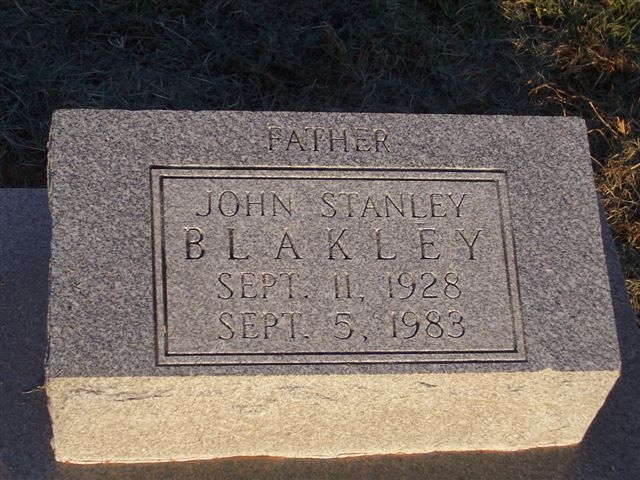 FATHER
JOHN STANLEY
BLAKLEY
SEPT. 11, 1928
SEPT. 5, 1983